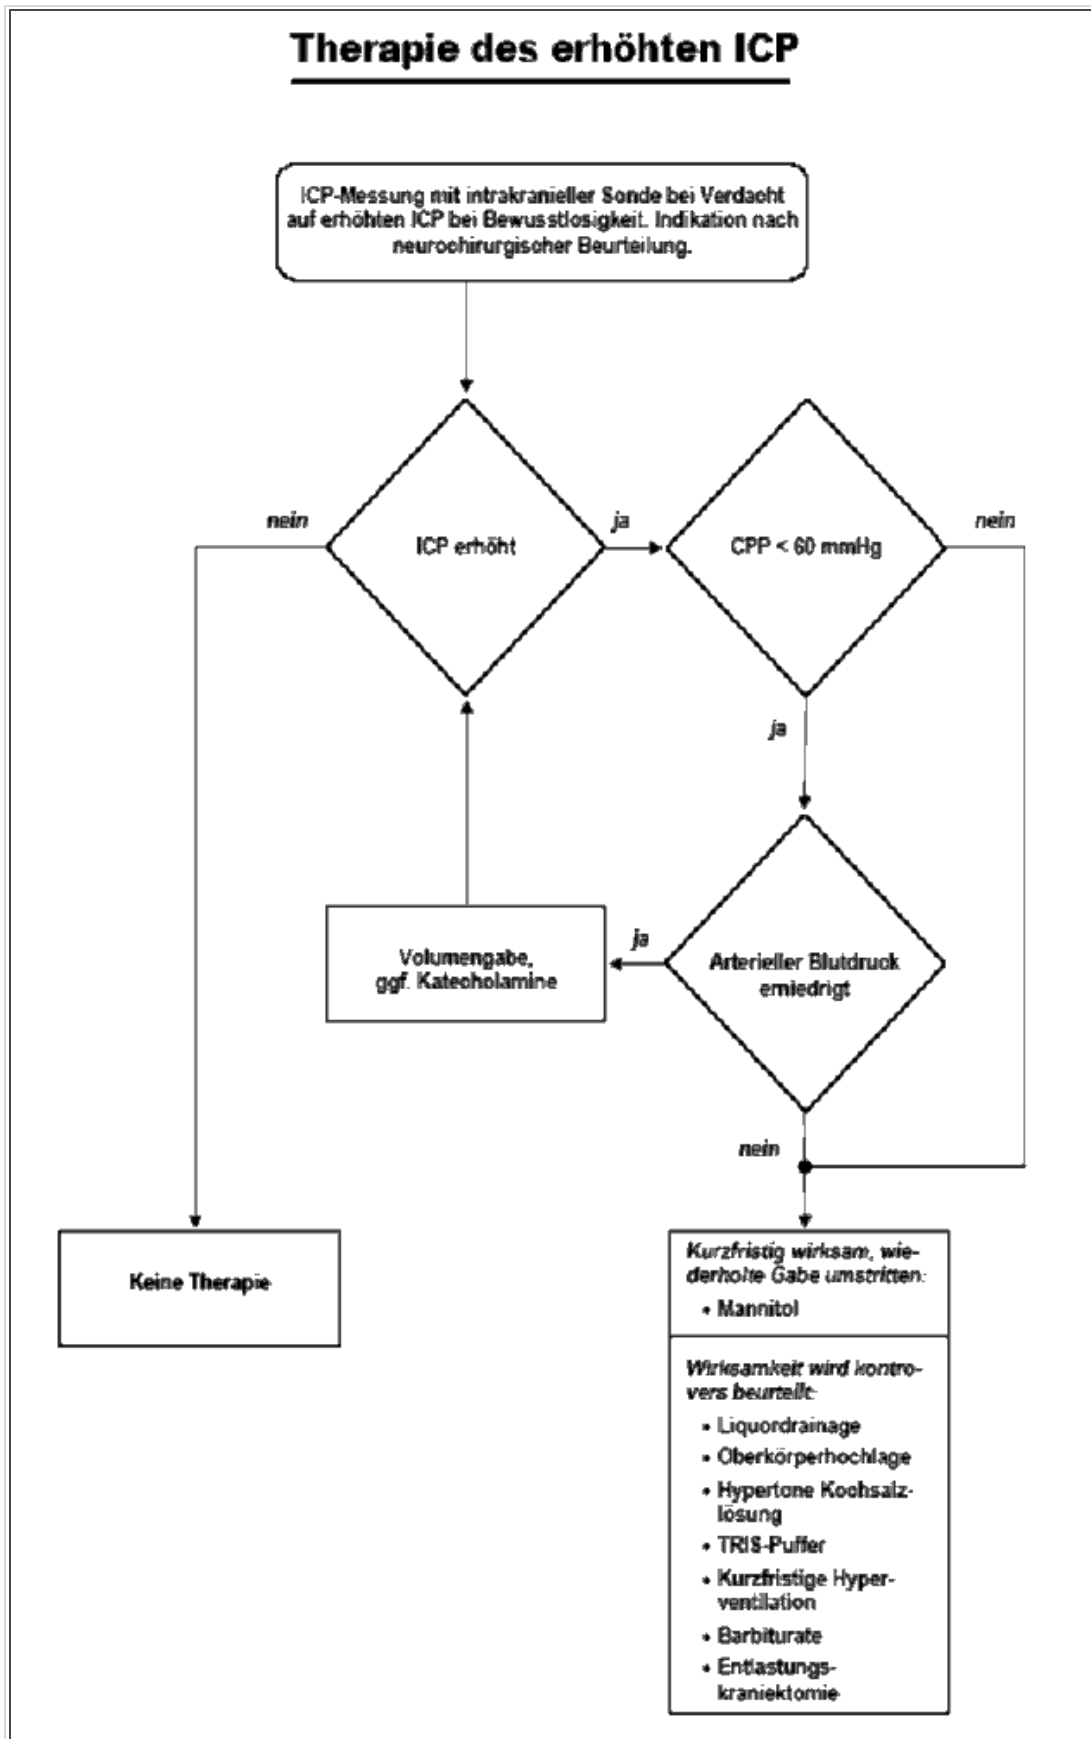 Therapie des erhöhten ICP
ICP-Messung mit intrakranieller Sonde bei Verdacht
auf erhöhten ICP bei Bewusstlosigkeit. Indikation nach
neurochirurgischer Beurteilung.
nein
ICP erhöht
ja
CPP < 60 mmHg
nein
ja
Volumengabe,
ggf. Katecholamine
ja
Arterieller Blutdruck
erniedrigt
nein
Keine Therapie
Kurzfristig wirksam, wie-
derholte Gabe umstritten:
• Mannitol
Wirksamkeit wird kontro-
vers beurteilt:
• Liquordrainage
• Oberkörperhochlage
• Hypertone Kochsalz-
lösung
• TRIS-Puffer
• Kurzfristige Hyper-
ventilation
• Barbiturate
• Entlastungs-
kraniektomie